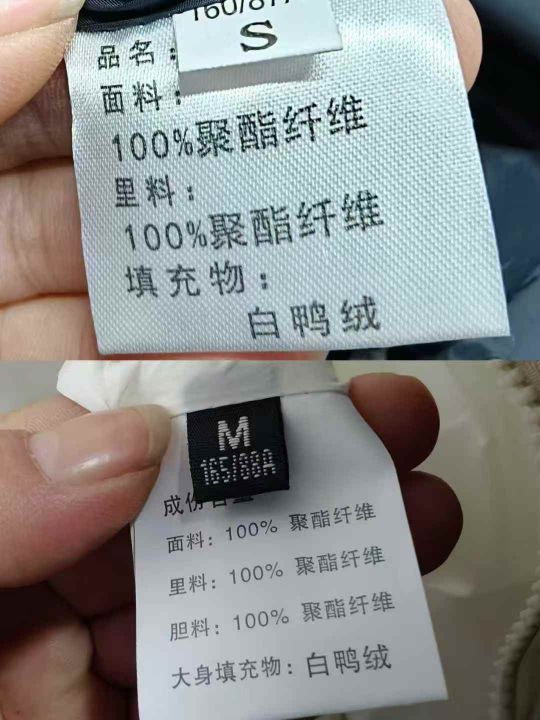 S
品名：
面料：
100%聚酯纤维
里料：
100%聚酯纤维
填充物：
白鸭绒
M
165/88A
面料：100% 聚酯纤维
里料：100% 聚酯纤维
胆料：100% 聚酯纤维
大身填充物：白鸭绒